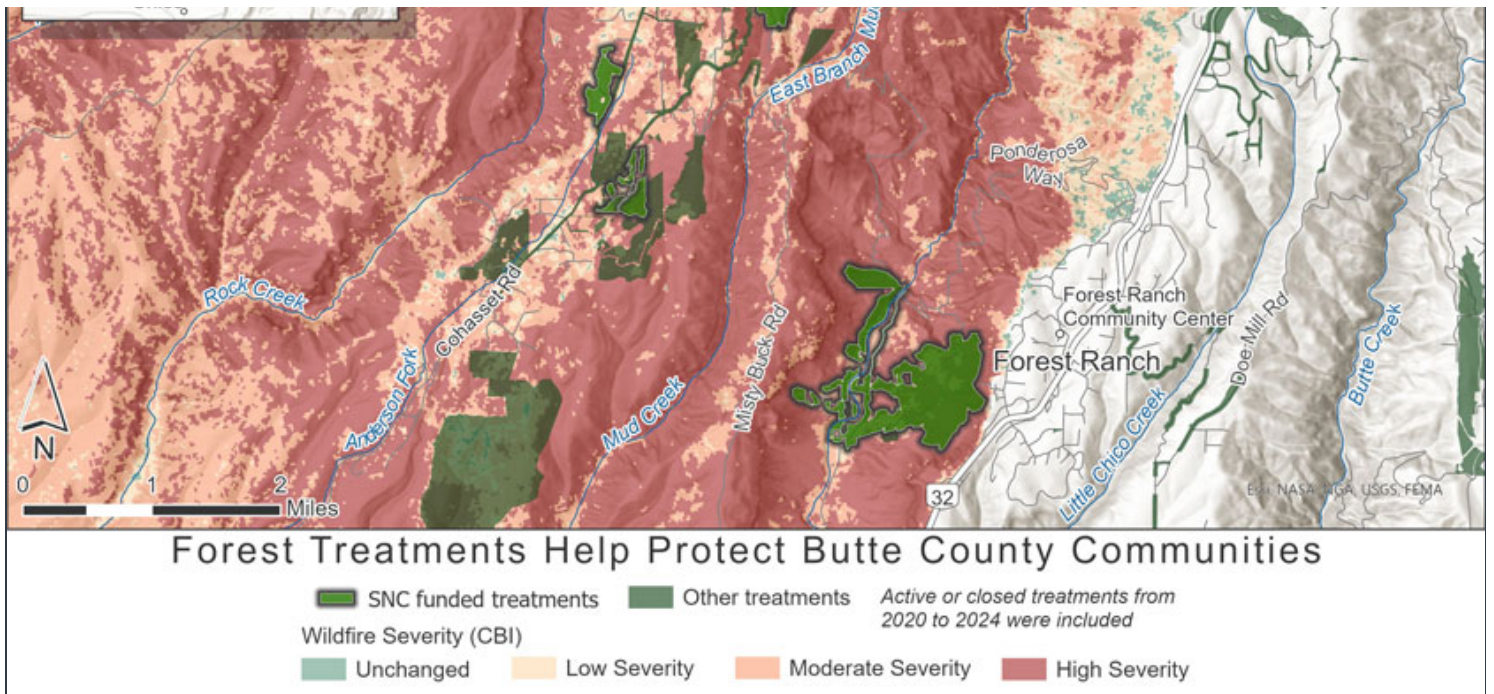 East Branch Mu
Ponderosa
Way
Rock Creek
Cohasset Rd
Forest Ranch
Community Center
Forest Ranch
Doe Mill Rd
Misty Buck Rd
Anderson Fork
Mud Creek
Butte Creek
Little Chico Creek
N
0 1 2
Miles
32
Esri, NASA, NGA, USGS, FEMA
Forest Treatments Help Protect Butte County Communities
SNC funded treatments
Other treatments
Active or closed treatments from
2020 to 2024 were included
Wildfire Severity (CBI)
Unchanged
Low Severity
Moderate Severity
High Severity